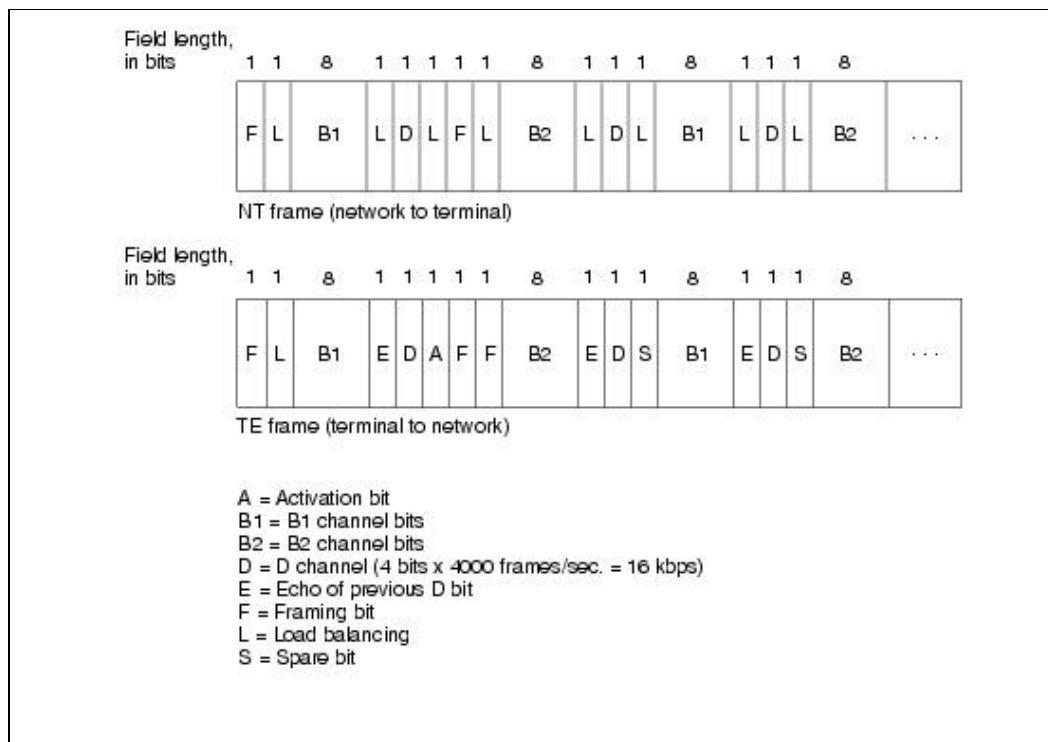 Field length,
in bits 1 1 8 1 1 1 1 1 8 1 1 1 8 1 1 1 8
F L B1 L D L F L B2 L D L B1 L D L B2 . . .
NT frame (network to terminal)
Field length,
in bits 1 1 8 1 1 1 1 1 8 1 1 1 8 1 1 1 8
F L B1 E D A F F B2 E D S B1 E D S B2 . . .
TE frame (terminal to network)
A = Activation bit
B1 = B1 channel bits
B2 = B2 channel bits
D = D channel (4 bits x 4000 frames/sec. = 16 kbps)
E = Echo of previous D bit
F = Framing bit
L = Load balancing
S = Spare bit